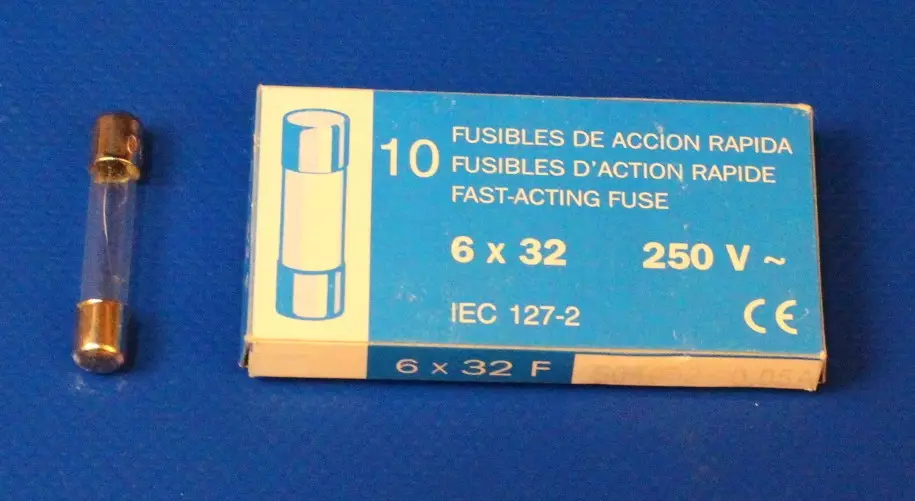 10
FUSIBLES DE ACCION RAPIDA
FUSIBLES D'ACTION RAPIDE
FAST-ACTING FUSE
6 x 32 250 V ~
IEC 127-2 CE
6 x 32 F